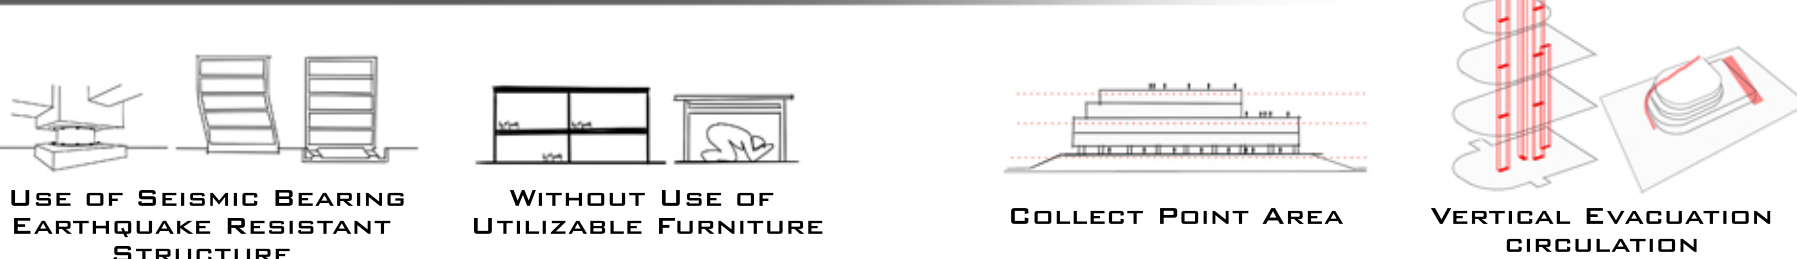 Use of Seismic Bearing
Earthquake Resistant
Structure
Without Use of
Utilizable Furniture
Collect Point Area
Vertical Evacuation
circulation